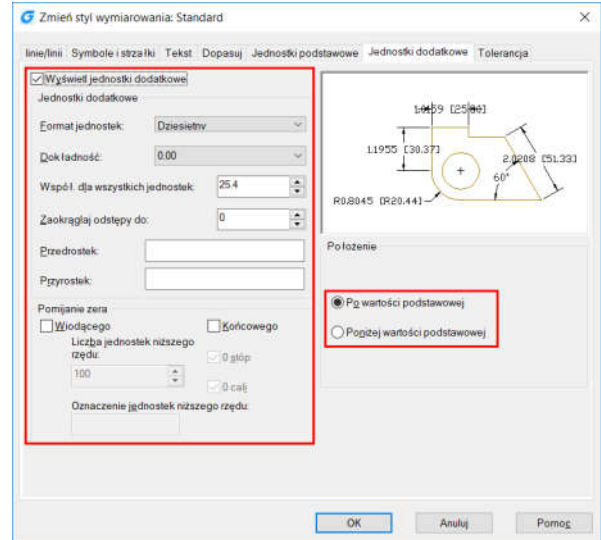 Zmień styl wymiarowania: Standard
linie/linii Symbole i strzałki Tekst Dopasuj Jednostki podstawowe Jednostki dodatkowe Tolerancja
Wyświetl jednostki dodatkowe
Jednostki dodatkowe
Format jednostek: Dziesiętny
Dokładność: 0.00
Współ. dla wszystkich jednostek: 25.4
Zaokrąglaj odstępy do: 0
Przedrostek:
Przyrostek:
Pomijanie zera
Wiodącego Końcowego
Liczba jednostek niższego rzędu:
0 stóp
100
0 cali
Oznaczenie jednostek niższego rzędu:
1.0159 [25.80]
1.1955 [30.37]
2.0208 [51.33]
60°
R0.8045 [R20.44]
Położenie
Po wartości podstawowej
Poniżej wartości podstawowej
OK Anuluj Pomoc